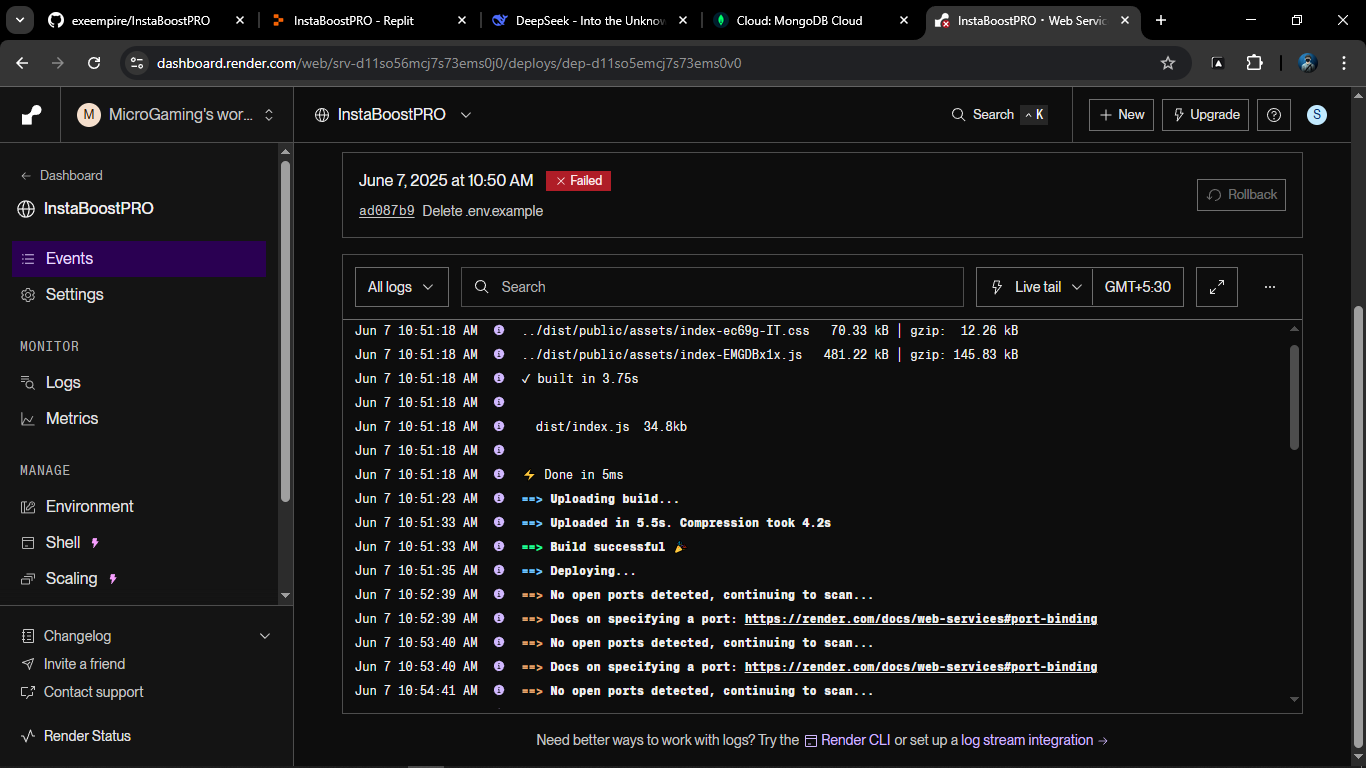 exeempire/InstaBoostPRO
InstaBoostPRO - Replit
DeepSeek - Into the Unknow
Cloud: MongoDB Cloud
InstaBoostPRO · Web Servic
dashboard.render.com/web/srv-d11so56mcj7s73ems0j0/deploys/dep-d11so5emcj7s73ems0v0
M MicroGaming's wor...
InstaBoostPRO
Search
K
New
Upgrade
S
Dashboard
InstaBoostPRO
Events
Settings
MONITOR
Logs
Metrics
MANAGE
Environment
Shell
Scaling
Changelog
Invite a friend
Contact support
Render Status
June 7, 2025 at 10:50 AM Failed
ad087b9 Delete .env.example
Rollback
All logs
Search
Live tail
GMT+5:30
Jun 7 10:51:18 AM ../dist/public/assets/index-ec69g-IT.css 70.33 kB │ gzip: 12.26 kB
Jun 7 10:51:18 AM ../dist/public/assets/index-EMGDBx1x.js 481.22 kB │ gzip: 145.83 kB
Jun 7 10:51:18 AM ✓ built in 3.75s
Jun 7 10:51:18 AM
Jun 7 10:51:18 AM dist/index.js 34.8kb
Jun 7 10:51:18 AM
Jun 7 10:51:18 AM ⚡ Done in 5ms
Jun 7 10:51:23 AM ==> Uploading build...
Jun 7 10:51:33 AM ==> Uploaded in 5.5s. Compression took 4.2s
Jun 7 10:51:33 AM ==> Build successful 🎉
Jun 7 10:51:35 AM ==> Deploying...
Jun 7 10:52:39 AM ==> No open ports detected, continuing to scan...
Jun 7 10:52:39 AM ==> Docs on specifying a port: https://render.com/docs/web-services#port-binding
Jun 7 10:53:40 AM ==> No open ports detected, continuing to scan...
Jun 7 10:53:40 AM ==> Docs on specifying a port: https://render.com/docs/web-services#port-binding
Jun 7 10:54:41 AM ==> No open ports detected, continuing to scan...
Need better ways to work with logs? Try the Render CLI or set up a log stream integration →